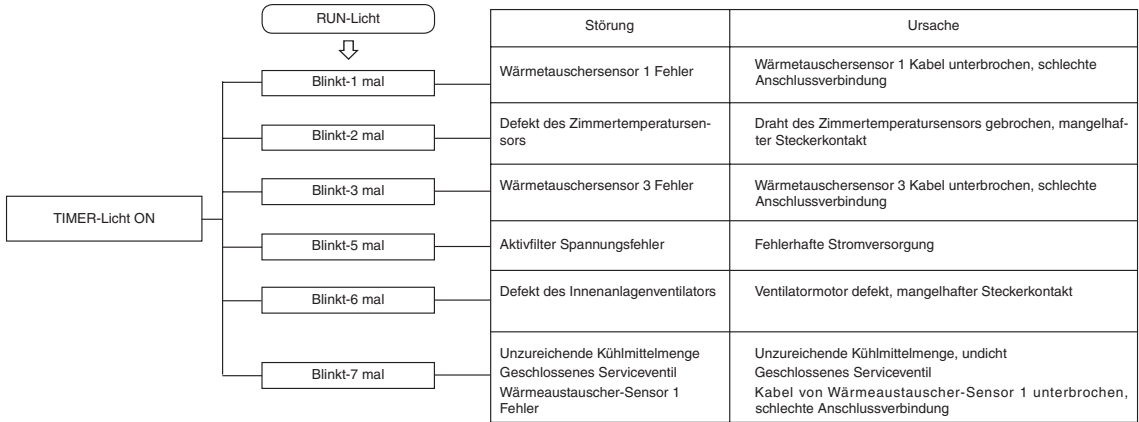 RUN-Licht
Störung
Ursache
TIMER-Licht ON
Blinkt-1 mal
Wärmetauschersensor 1 Fehler
Wärmetauschersensor 1 Kabel unterbrochen, schlechte
Anschlussverbindung
Blinkt-2 mal
Defekt des Zimmertemperatursen-
sors
Draht des Zimmertemperatursensors gebrochen, mangelhaf-
ter Steckerkontakt
Blinkt-3 mal
Wärmetauschersensor 3 Fehler
Wärmetauschersensor 3 Kabel unterbrochen, schlechte
Anschlussverbindung
Blinkt-5 mal
Aktivfilter Spannungsfehler
Fehlerhafte Stromversorgung
Blinkt-6 mal
Defekt des Innenanlagenventilators
Ventilatormotor defekt, mangelhafter Steckerkontakt
Blinkt-7 mal
Unzureichende Kühlmittelmenge
Geschlossenes Serviceventil
Wärmeaustauscher-Sensor 1
Fehler
Unzureichende Kühlmittelmenge, undicht
Geschlossenes Serviceventil
Kabel von Wärmeaustauscher-Sensor 1 unterbrochen,
schlechte Anschlussverbindung